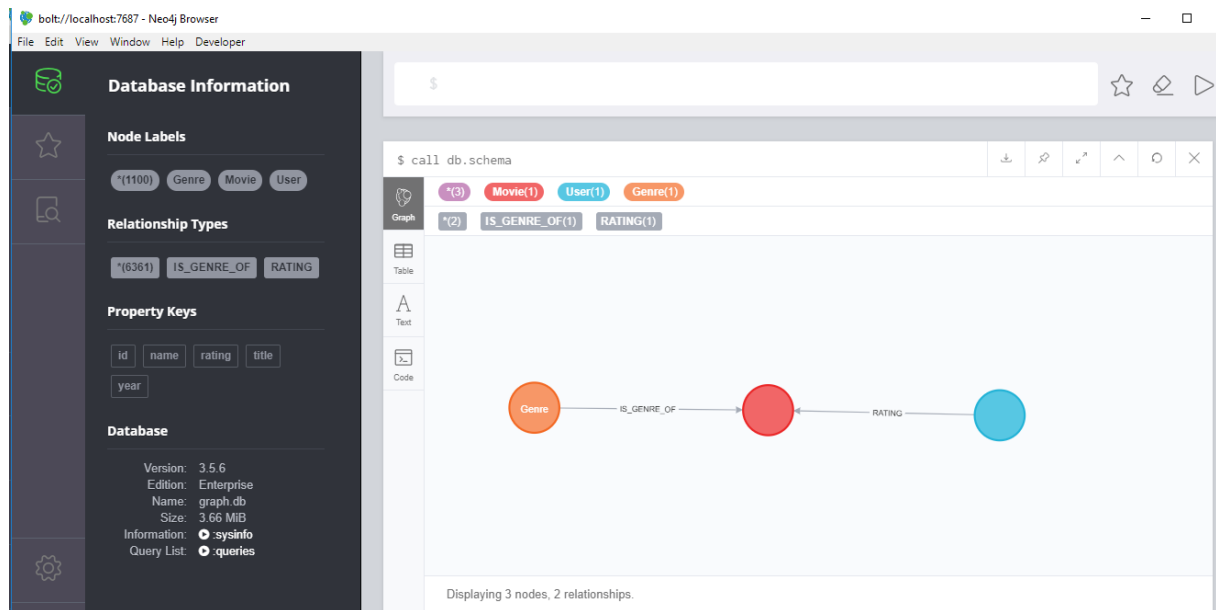 bolt://localhost:7687 - Neo4j Browser
File Edit View Window Help Developer
Database Information
Node Labels
*(1100) Genre Movie User
Relationship Types
*(6361) IS_GENRE_OF RATING
Property Keys
id name rating title
year
Database
Version: 3.5.6
Edition: Enterprise
Name: graph.db
Size: 3.66 MiB
Information: :sysinfo
Query List: :queries
$
$ call db.schema
Graph
Table
A
Text
Code
*(3) Movie(1) User(1) Genre(1)
*(2) IS_GENRE_OF(1) RATING(1)
Genre IS_GENRE_OF RATING
Displaying 3 nodes, 2 relationships.